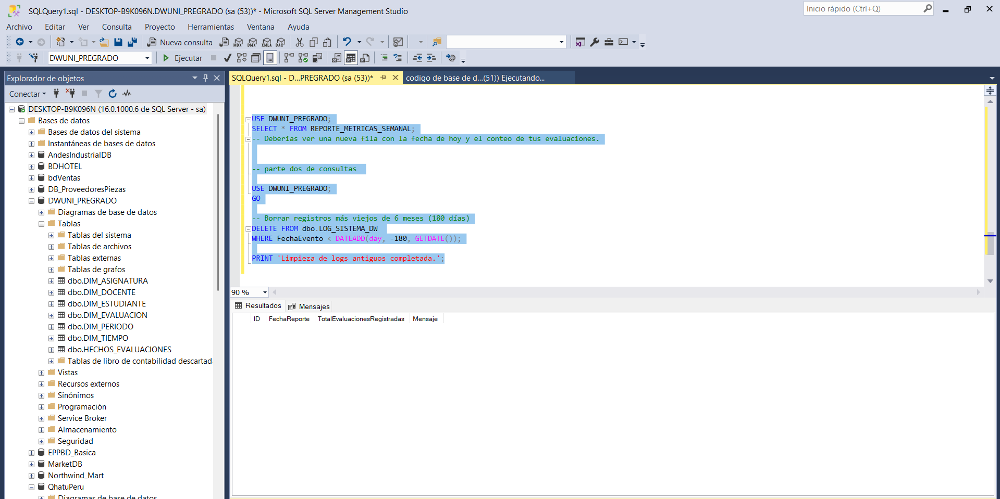 SQLQuery1.sql - DESKTOP-B9K096N.DWUNI_PREGRADO (sa (53))* - Microsoft SQL Server Management Studio
Inicio rápido (Ctrl+Q)
Archivo Editar Ver Consulta Proyecto Herramientas Ventana Ayuda
Nueva consulta MDX DMX XMLA DAX
DWUNI_PREGRADO Ejecutar
Explorador de objetos
Conectar
DESKTOP-B9K096N (16.0.1000.6 de SQL Server - sa)
Bases de datos
Bases de datos del sistema
Instantáneas de bases de datos
AndesIndustrialDB
BDHOTEL
bdVentas
DB_ProveedoresPiezas
DWUNI_PREGRADO
Diagramas de base de datos
Tablas
Tablas del sistema
Tablas de archivos
Tablas externas
Tablas de grafos
dbo.DIM_ASIGNATURA
dbo.DIM_DOCENTE
dbo.DIM_ESTUDIANTE
dbo.DIM_EVALUACION
dbo.DIM_PERIODO
dbo.DIM_TIEMPO
dbo.HECHOS_EVALUACIONES
Tablas de libro de contabilidad descartad
Vistas
Recursos externos
Sinónimos
Programación
Service Broker
Almacenamiento
Seguridad
EPPBD_Basica
MarketDB
Northwind_Mart
QhatuPeru
Diagramas de base de datos
SQLQuery1.sql - D...PREGRADO (sa (53))* codigo de base de d...(51)) Ejecutando...
USE DWUNI_PREGRADO;
SELECT * FROM REPORTE_METRICAS_SEMANAL;
-- Deberías ver una nueva fila con la fecha de hoy y el conteo de tus evaluaciones.
-- parte dos de consultas
USE DWUNI_PREGRADO;
GO
-- Borrar registros más viejos de 6 meses (180 días)
DELETE FROM dbo.LOG_SISTEMA_DW
WHERE FechaEvento < DATEADD(day, -180, GETDATE());
PRINT 'Limpieza de logs antiguos completada.';
90 %
Resultados Mensajes
ID FechaReporte TotalEvaluacionesRegistradas Mensaje